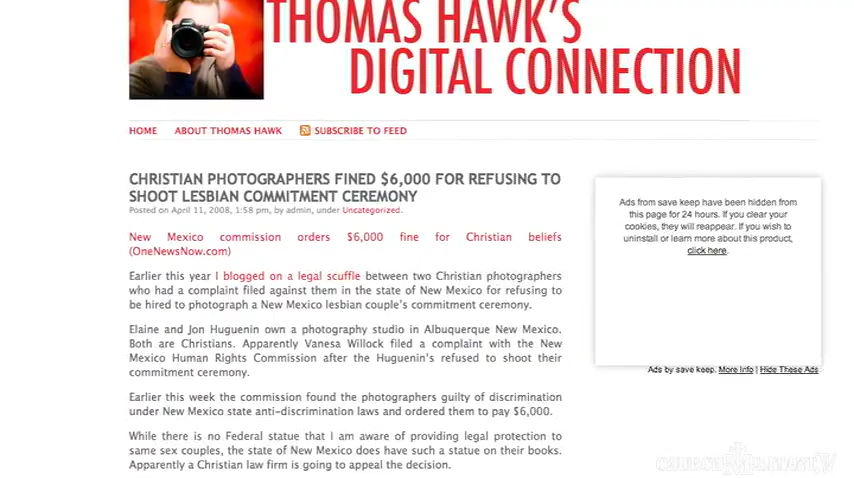 THOMAS HAWK'S
DIGITAL CONNECTION
HOME ABOUT THOMAS HAWK SUBSCRIBE TO FEED
CHRISTIAN PHOTOGRAPHERS FINED $6,000 FOR REFUSING TO
SHOOT LESBIAN COMMITMENT CEREMONY
Posted on April 11, 2008, 1:58 pm, by admin, under Uncategorized.
New Mexico commission orders $6,000 fine for Christian beliefs
(OneNewsNow.com)
Earlier this year I blogged on a legal scuffle between two Christian photographers
who had a complaint filed against them in the state of New Mexico for refusing to
be hired to photograph a New Mexico lesbian couple's commitment ceremony.
Elaine and Jon Huguenin own a photography studio in Albuquerque New Mexico.
Both are Christians. Apparently Vanesa Willock filed a complaint with the New
Mexico Human Rights Commission after the Huguenin's refused to shoot their
commitment ceremony.
Earlier this week the commission found the photographers guilty of discrimination
under New Mexico state anti-discrimination laws and ordered them to pay $6,000.
While there is no Federal statue that I am aware of providing legal protection to
same sex couples, the state of New Mexico does have such a statue on their books.
Apparently a Christian law firm is going to appeal the decision.
Ads from save keep have been hidden from
this page for 24 hours. If you clear your
cookies, they will reappear. If you wish to
uninstall or learn more about this product,
click here.
Ads by save keep. More Info | Hide These Ads
CHURCH MILITANT.TV